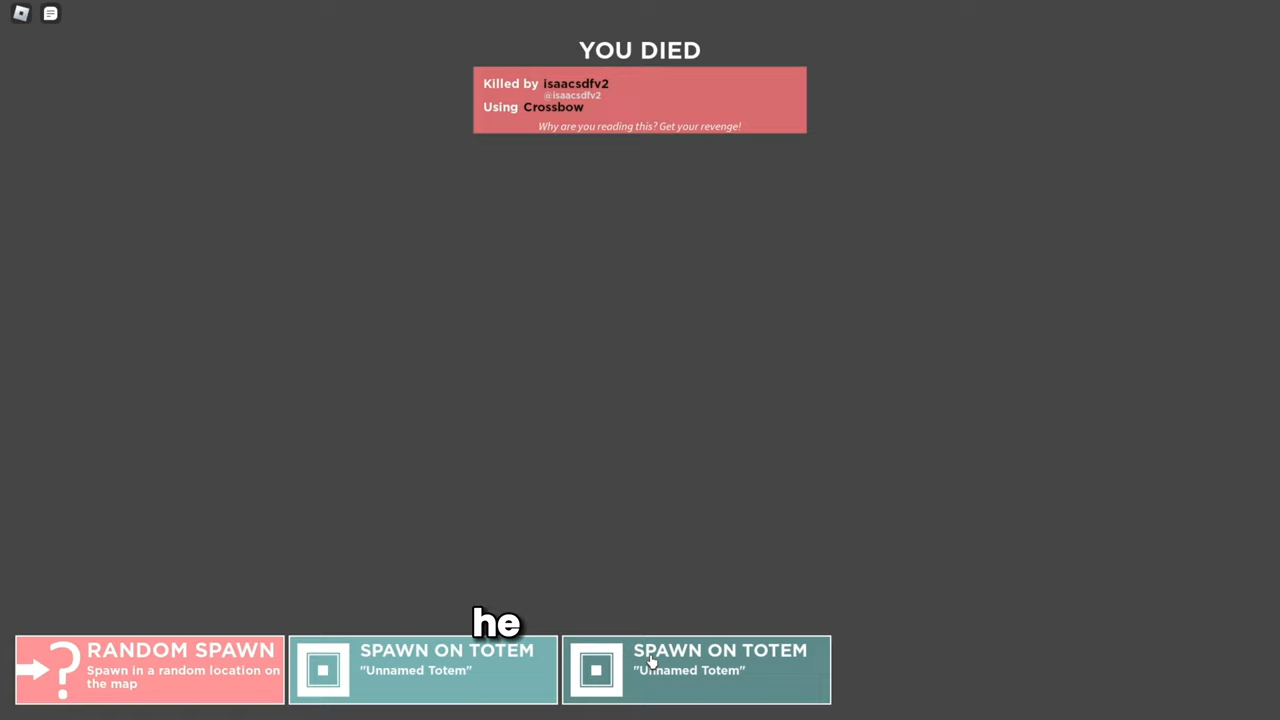 YOU DIED
Killed by isaacsdfv2
@isaacsdfv2
Using Crossbow
Why are you reading this? Get your revenge!
he
RANDOM SPAWN
Spawn in a random location on
the map
SPAWN ON TOTEM
"Unnamed Totem"
SPAWN ON TOTEM
"Unnamed Totem"